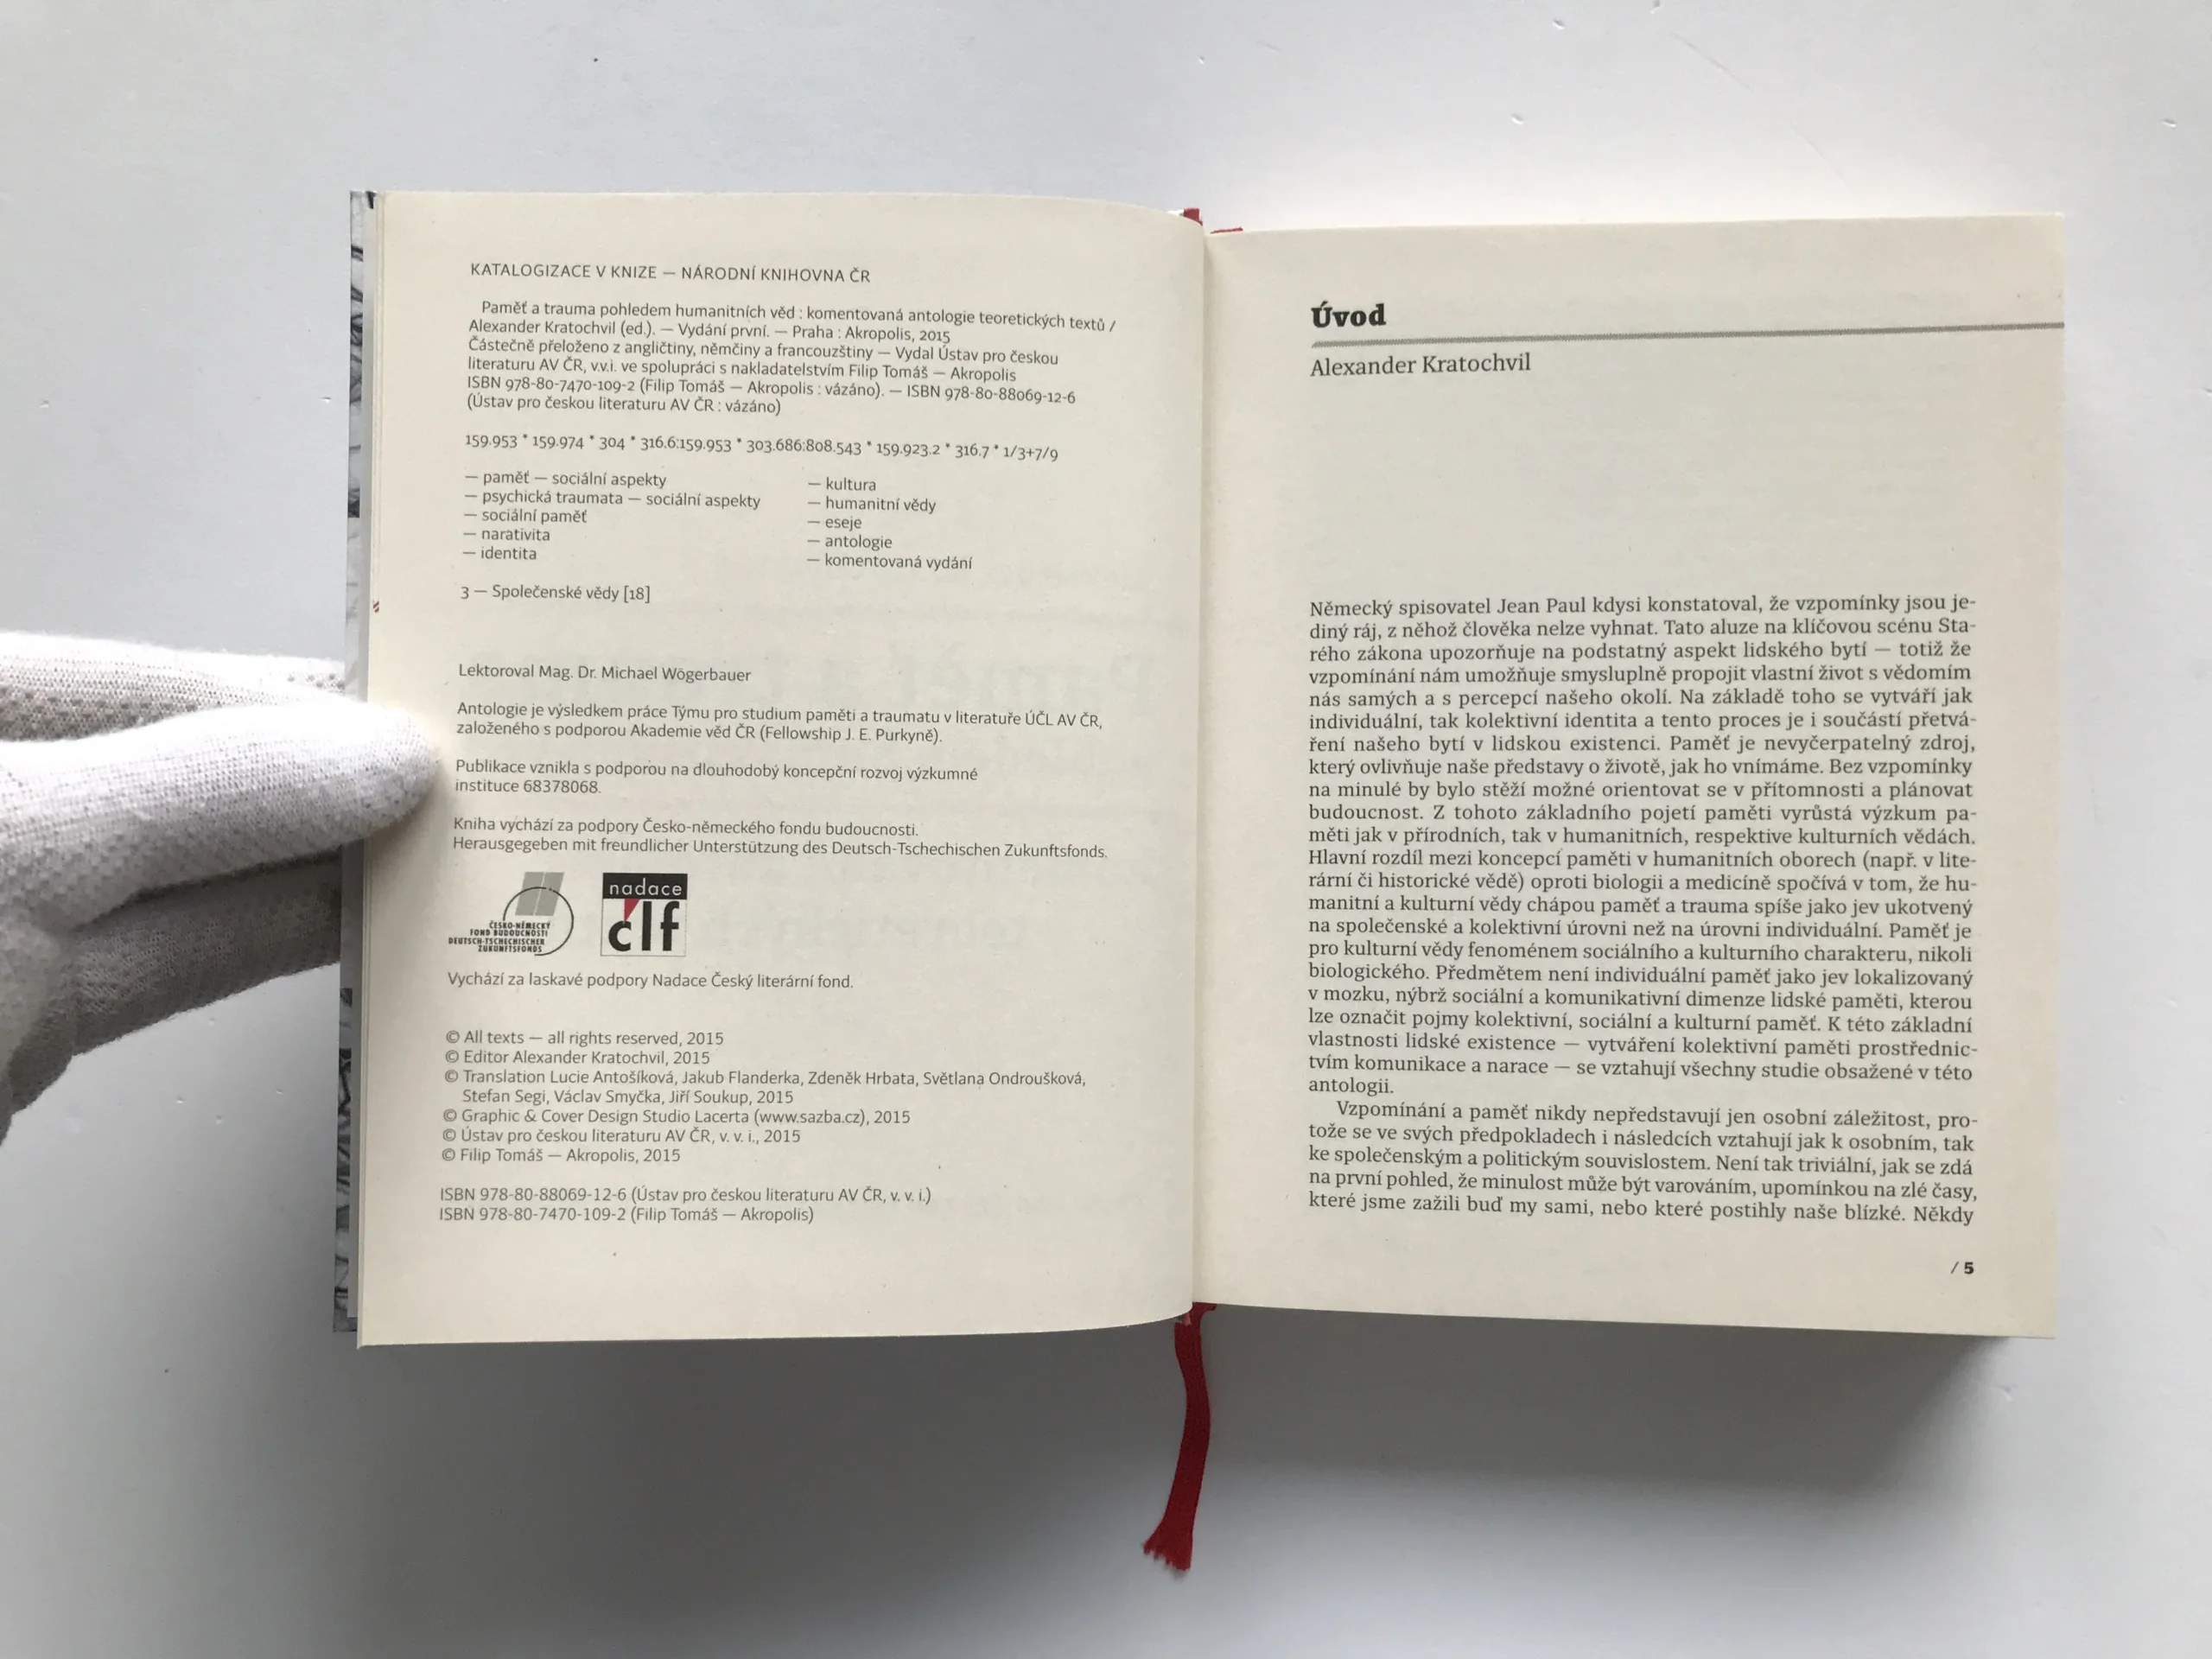 KATALOGIZACE V KNIZE — NÁRODNÍ KNIHOVNA ČR
Paměť a trauma pohledem humanitních věd : komentovaná antologie teoretických textů /
Alexander Kratochvil (ed.). — Vydání první. — Praha : Akropolis, 2015
Částečně přeloženo z angličtiny, němčiny a francouzštiny — Vydal Ústav pro českou
literaturu AV ČR, v.v.i. ve spolupráci s nakladatelstvím Filip Tomáš — Akropolis
ISBN 978-80-7470-109-2 (Filip Tomáš — Akropolis : vázáno). — ISBN 978-80-88069-12-6
(Ústav pro českou literaturu AV ČR : vázáno)
159.953 * 159.974 * 304 * 316.6:159.953 * 303.686:808.543 * 159.923.2 * 316.7 * 1/3+7/9
— paměť — sociální aspekty
— psychická traumata — sociální aspekty
— sociální paměť
— narativita
— identita
— kultura
— humanitní vědy
— eseje
— antologie
— komentovaná vydání
3 — Společenské vědy [18]
Lektoroval Mag. Dr. Michael Wögerbauer
Antologie je výsledkem práce Týmu pro studium paměti a traumatu v literatuře ÚČL AV ČR,
založeného s podporou Akademie věd ČR (Fellowship J. E. Purkyně).
Publikace vznikla s podporou na dlouhodobý koncepční rozvoj výzkumné
instituce 68378068.
Kniha vychází za podpory Česko-německého fondu budoucnosti.
Herausgegeben mit freundlicher Unterstützung des Deutsch-Tschechischen Zukunftsfonds.
ČESKO-NĚMECKÝ
FOND BUDOUCNOSTI
DEUTSCH-TSCHECHISCHER
ZUKUNFTSFONDS
nadace
člf
Vychází za laskavé podpory Nadace Český literární fond.
© All texts — all rights reserved, 2015
© Editor Alexander Kratochvil, 2015
© Translation Lucie Antošíková, Jakub Flanderka, Zdeněk Hrbata, Světlana Ondroušková,
Stefan Segi, Václav Smyčka, Jiří Soukup, 2015
© Graphic & Cover Design Studio Lacerta (www.sazba.cz), 2015
© Ústav pro českou literaturu AV ČR, v. v. i., 2015
© Filip Tomáš — Akropolis, 2015
ISBN 978-80-88069-12-6 (Ústav pro českou literaturu AV ČR, v. v. i.)
ISBN 978-80-7470-109-2 (Filip Tomáš — Akropolis)
Úvod
Alexander Kratochvil
Německý spisovatel Jean Paul kdysi konstatoval, že vzpomínky jsou je-
diný ráj, z něhož člověka nelze vyhnat. Tato aluze na klíčovou scénu Sta-
rého zákona upozorňuje na podstatný aspekt lidského bytí — totiž že
vzpomínání nám umožňuje smysluplně propojit vlastní život s vědomím
nás samých a s percepcí našeho okolí. Na základě toho se vytváří jak
individuální, tak kolektivní identita a tento proces je i součástí přetvá-
ření našeho bytí v lidskou existenci. Paměť je nevyčerpatelný zdroj,
který ovlivňuje naše představy o životě, jak ho vnímáme. Bez vzpomínky
na minulé by bylo stěží možné orientovat se v přítomnosti a plánovat
budoucnost. Z tohoto základního pojetí paměti vyrůstá výzkum pa-
měti jak v přírodních, tak v humanitních, respektive kulturních vědách.
Hlavní rozdíl mezi koncepcí paměti v humanitních oborech (např. v lite-
rární či historické vědě) oproti biologii a medicíně spočívá v tom, že hu-
manitní a kulturní vědy chápou paměť a trauma spíše jako jev ukotvený
na společenské a kolektivní úrovni než na úrovni individuální. Paměť je
pro kulturní vědy fenoménem sociálního a kulturního charakteru, nikoli
biologického. Předmětem není individuální paměť jako jev lokalizovaný
v mozku, nýbrž sociální a komunikativní dimenze lidské paměti, kterou
lze označit pojmy kolektivní, sociální a kulturní paměť. K této základní
vlastnosti lidské existence — vytváření kolektivní paměti prostřednic-
tvím komunikace a narace — se vztahují všechny studie obsažené v této
antologii.
Vzpomínání a paměť nikdy nepředstavují jen osobní záležitost, pro-
tože se ve svých předpokladech i následcích vztahují jak k osobním, tak
ke společenským a politickým souvislostem. Není tak triviální, jak se zdá
na první pohled, že minulost může být varováním, upomínkou na zlé časy,
které jsme zažili buď my sami, nebo které postihly naše blízké. Někdy
/ 5